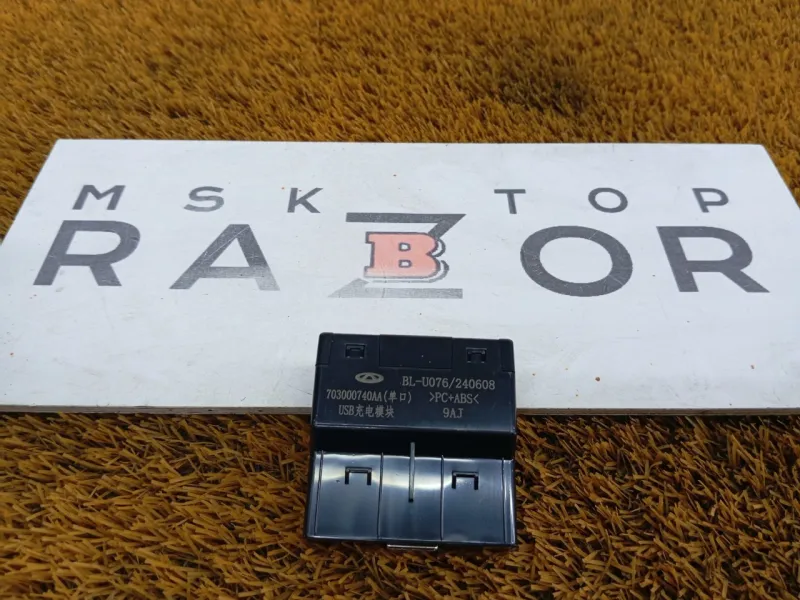 MSK TOP
RAZOR
B
BL-U076/240608
703000740AA(单口) >PC+ABS<
USB充电模块 9AJ